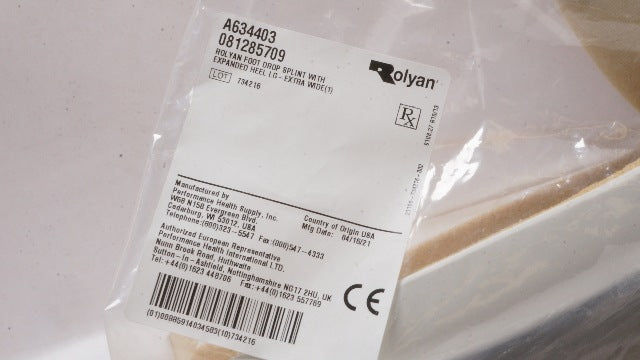 A634403
081285709
ROLYAN FOOT DROP SPLINT WITH
EXPANDED HEEL LG- EXTRA WIDE(1)
LOT 734216
Rolyan®
Rx
Manufactured by
Performance Health Supply, Inc.
W68 N158 Evergreen Blvd.
Cedarburg, WI 53012, USA
Telephone:(800)323-5547 Fax:(800)547-4333
Country of Origin USA
Mfg Date: 04/16/21
Authorized European Representative
Performance Health International LTD.
Nunn Brook Road, Huthwaite
Sutton-In-Ashfield, Nottinghamshire NG17 2HU, UK
Tel:+44(0)1623 448706 Fax:+44(0)1623 557769
CE